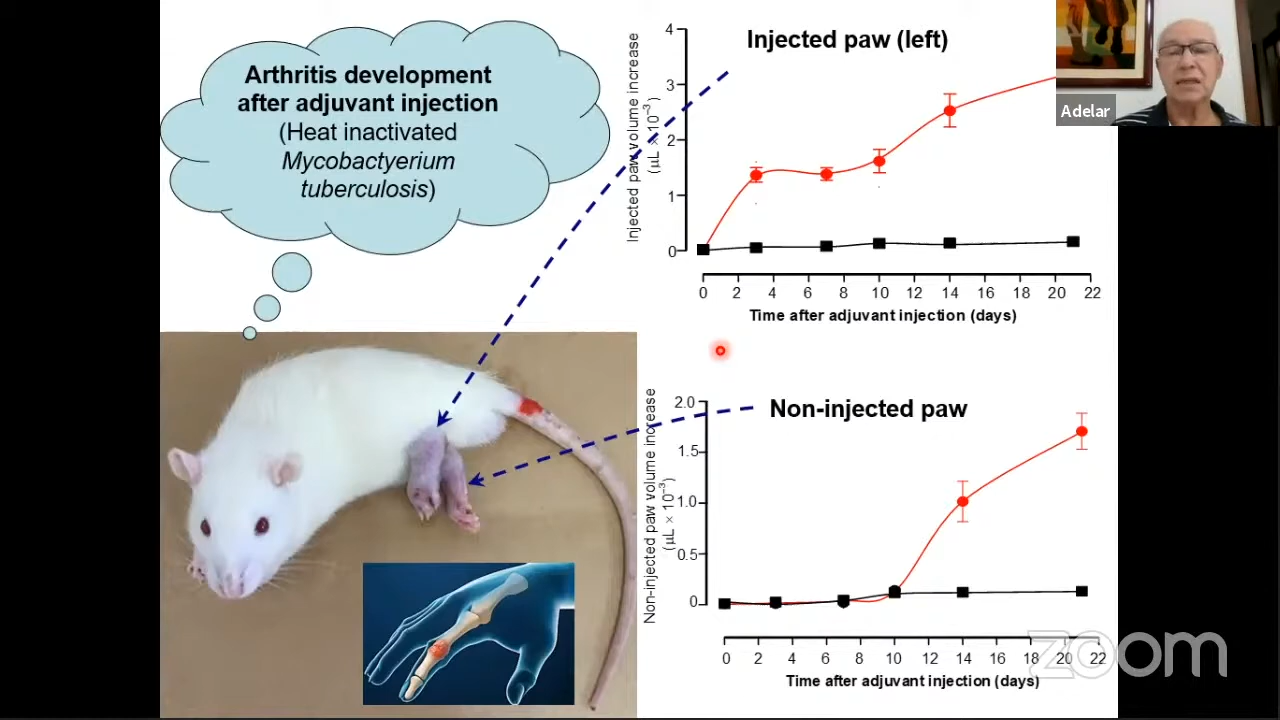 Arthritis development
after adjuvant injection
(Heat inactivated
Mycobactyerium
tuberculosis)
Injected paw (left)
Injected paw volume increase
(µL × 10⁻³)
4
3
2
1
0
0 2 4 6 8 10 12 14 16 18 20 22
Time after adjuvant injection (days)
Adelar
Non-injected paw
Non-injected paw volume increase
(µL × 10⁻³)
2.0
1.5
1.0
0.5
0
0 2 4 6 8 10 12 14 16 18 20 22
Time after adjuvant injection (days)
zoom